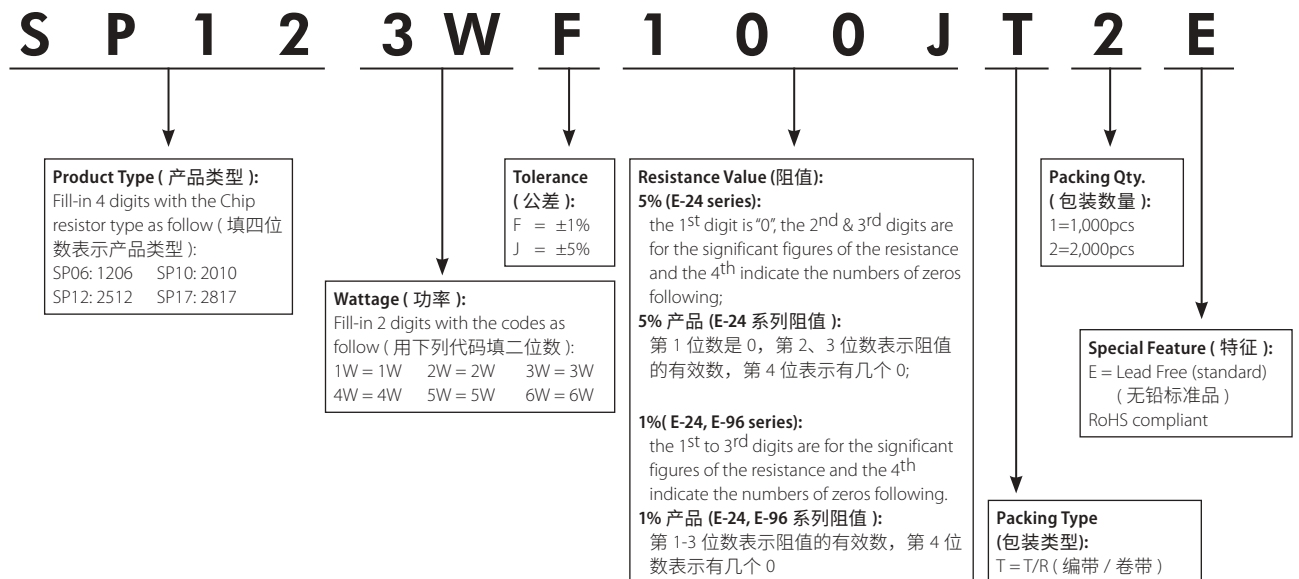 SP12 3W F 100J T 2 E
Product Type ( 产品类型 ):
Fill-in 4 digits with the Chip
resistor type as follow ( 填四位
数表示产品类型 ):
SP06: 1206 SP10: 2010
SP12: 2512 SP17: 2817
Wattage ( 功率 ):
Fill-in 2 digits with the codes as
follow ( 用下列代码填二位数 ):
1W = 1W 2W = 2W 3W = 3W
4W = 4W 5W = 5W 6W = 6W
Tolerance
( 公差 ):
F = ±1%
J = ±5%
Resistance Value (阻值):
5% (E-24 series):
the 1st digit is "0", the 2nd & 3rd digits are
for the significant figures of the resistance
and the 4th indicate the numbers of zeros
following;
5% 产品 (E-24 系列阻值 ):
第 1 位数是 0，第 2、3 位数表示阻值
的有效数，第 4 位表示有几个 0;
1%( E-24, E-96 series):
the 1st to 3rd digits are for the significant
figures of the resistance and the 4th
indicate the numbers of zeros following.
1% 产品 (E-24, E-96 系列阻值 ):
第 1-3 位数表示阻值的有效数，第 4 位
数表示有几个 0
Packing Type
(包装类型):
T = T/R ( 编带 / 卷带 )
Packing Qty.
( 包装数量 ):
1=1,000pcs
2=2,000pcs
Special Feature ( 特征 ):
E = Lead Free (standard)
( 无铅标准品 )
RoHS compliant